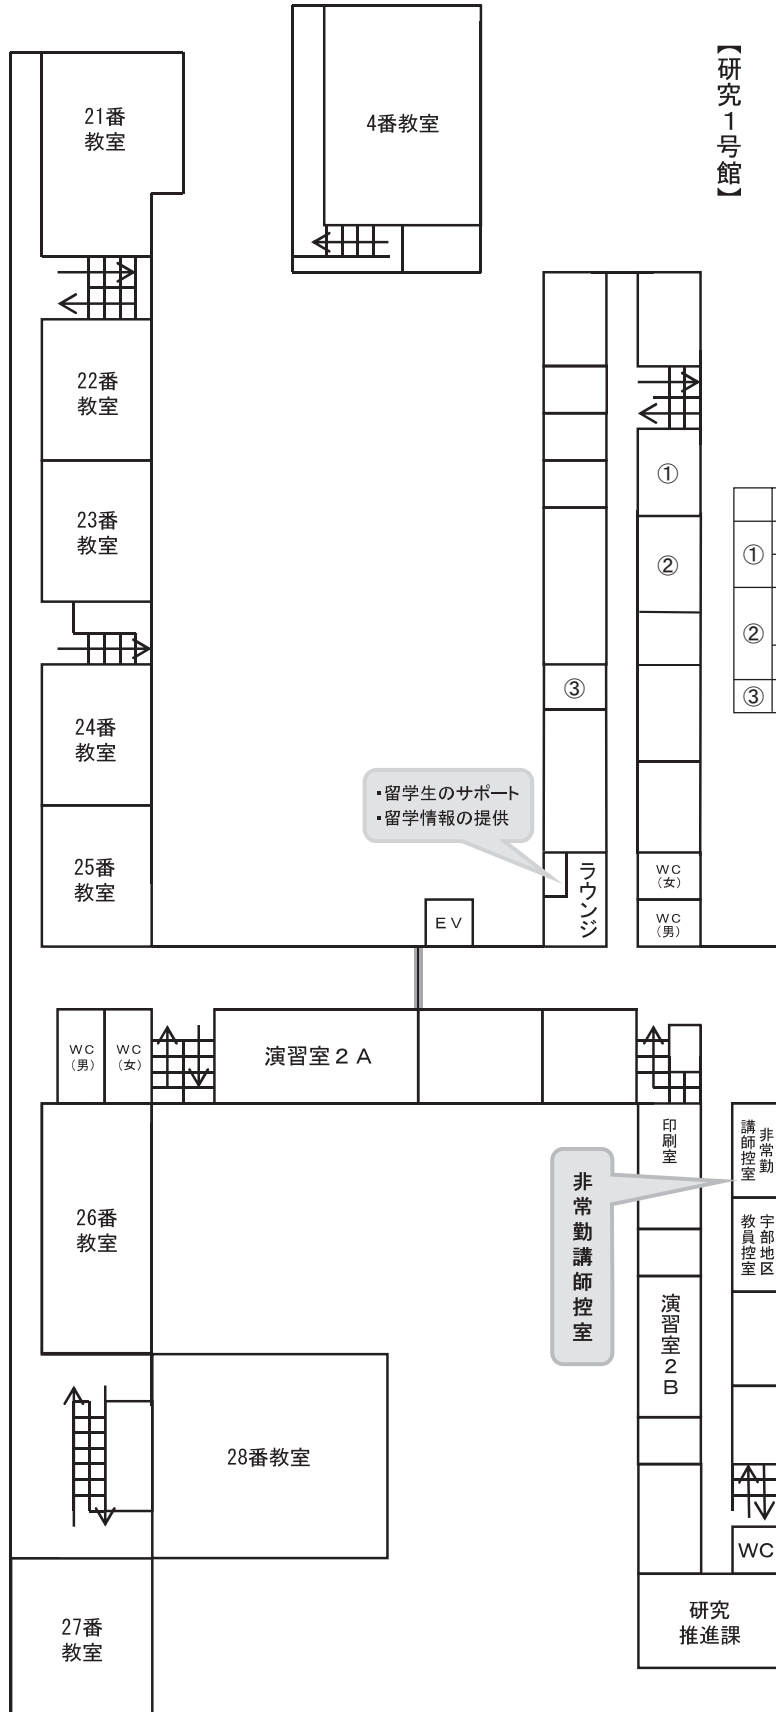 【研究１号館】
21番
教室
4番教室
22番
教室
23番
教室
24番
教室
25番
教室
①
②
③
①
②
③
・留学生のサポート
・留学情報の提供
ラウンジ
ＥＶ
WC
（女）
WC
（男）
WC
（男）
WC
（女）
演習室２Ａ
26番
教室
28番教室
27番
教室
印刷室
非常勤講師控室
非常勤
講師控室
宇部地区
教員控室
演習室２Ｂ
WC
研究
推進課